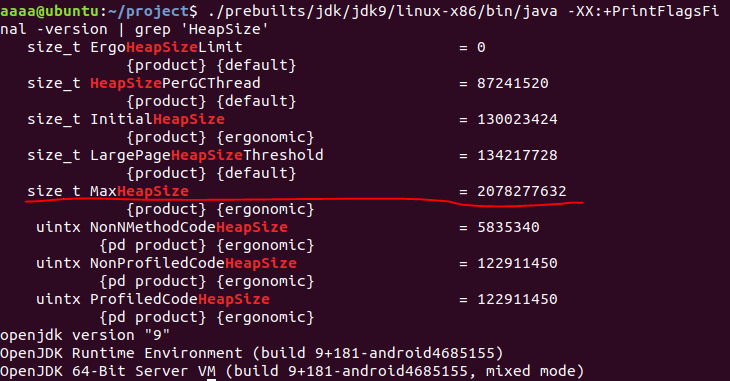 aaaa@ubuntu:~/project$ ./prebuilts/jdk/jdk9/linux-x86/bin/java -XX:+PrintFlagsFi
nal -version | grep 'HeapSize'
size_t ErgoHeapSizeLimit = 0
{product} {default}
size_t HeapSizePerGCThread = 87241520
{product} {default}
size_t InitialHeapSize = 130023424
{product} {ergonomic}
size_t LargePageHeapSizeThreshold = 134217728
{product} {default}
size_t MaxHeapSize = 2078277632
{product} {ergonomic}
uintx NonNMethodCodeHeapSize = 5835340
{pd product} {ergonomic}
uintx NonProfiledCodeHeapSize = 122911450
{pd product} {ergonomic}
uintx ProfiledCodeHeapSize = 122911450
{pd product} {ergonomic}
openjdk version "9"
OpenJDK Runtime Environment (build 9+181-android4685155)
OpenJDK 64-Bit Server VM (build 9+181-android4685155, mixed mode)